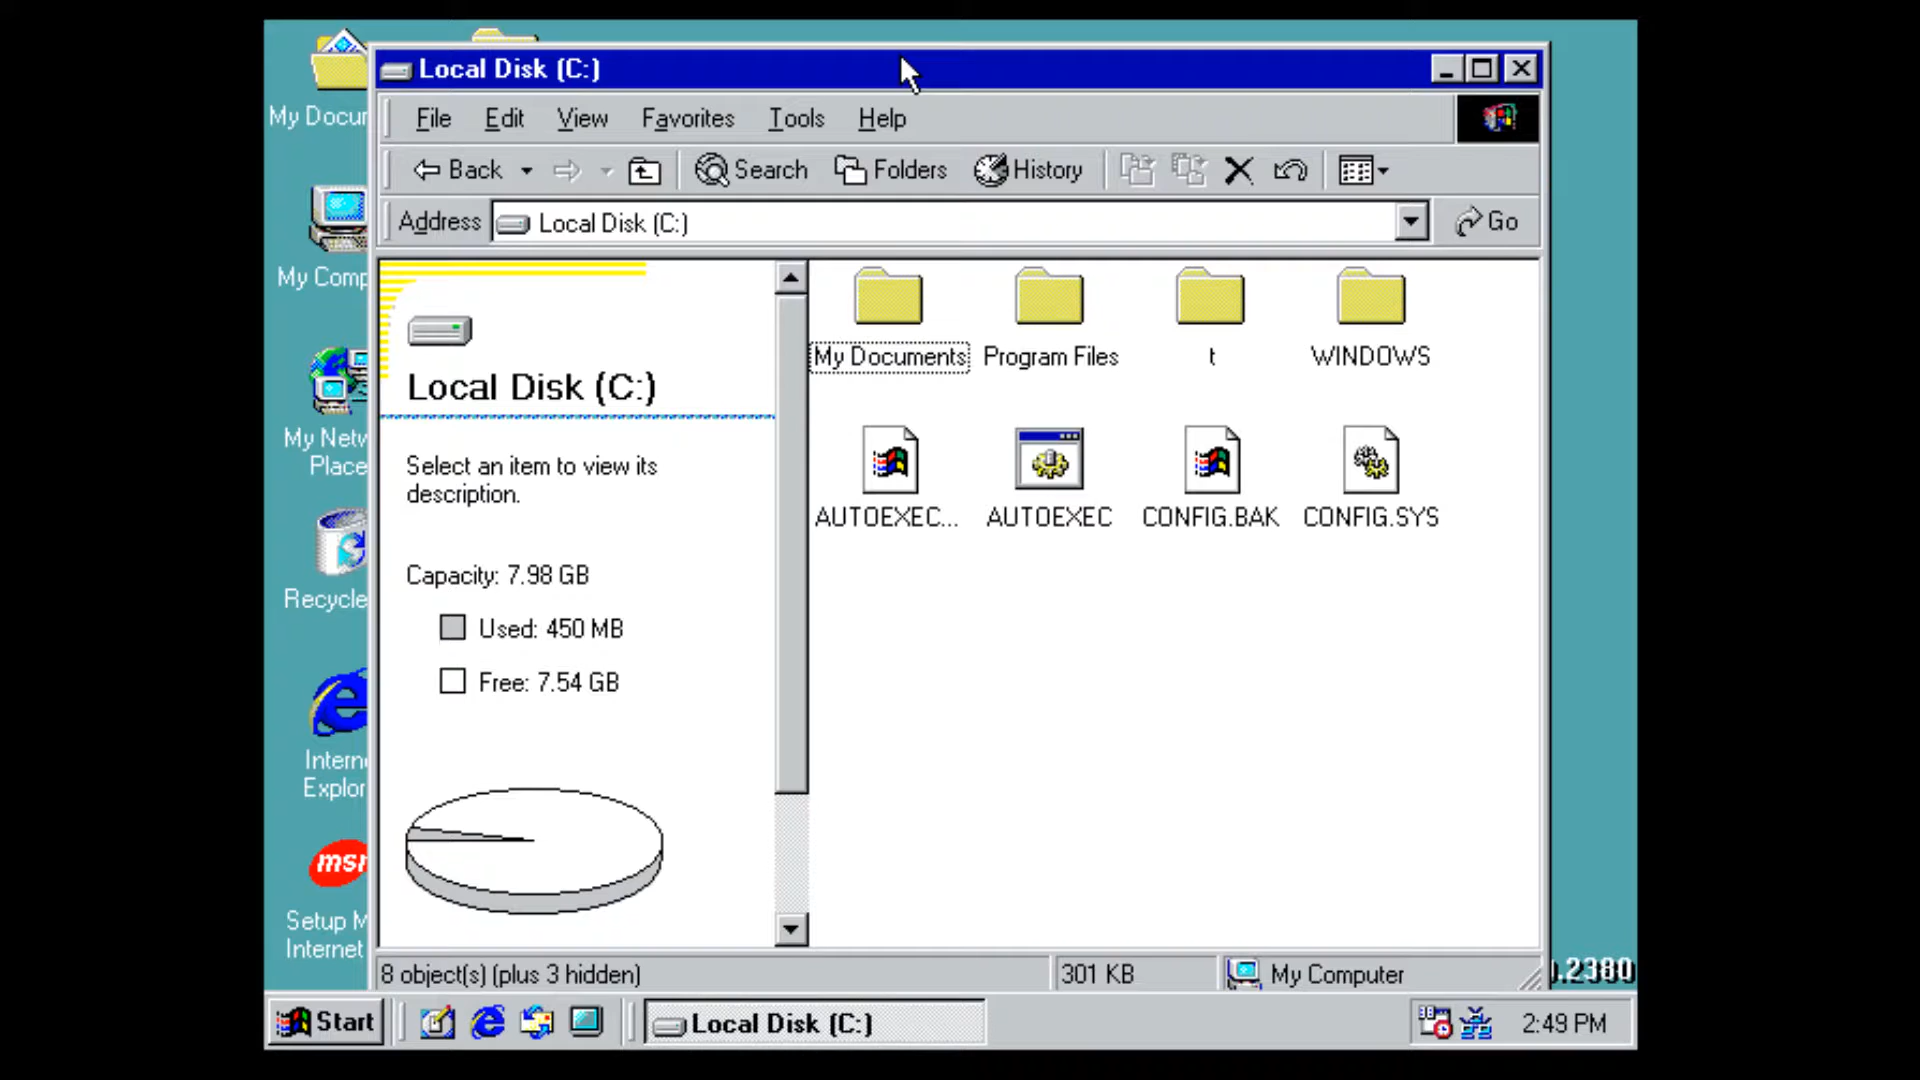 Local Disk (C:)
File Edit View Favorites Tools Help
Back Search Folders History
Address Local Disk (C:) Go
My Docum
My Comp
My Netw
Place
Recycle
Intern
Explor
msn
Setup M
Internet
Local Disk (C:)
Select an item to view its
description.
Capacity: 7.98 GB
Used: 450 MB
Free: 7.54 GB
My Documents Program Files t WINDOWS
AUTOEXEC... AUTOEXEC CONFIG.BAK CONFIG.SYS
8 object(s) (plus 3 hidden) 301 KB My Computer
.2380
Start Local Disk (C:) 2:49 PM